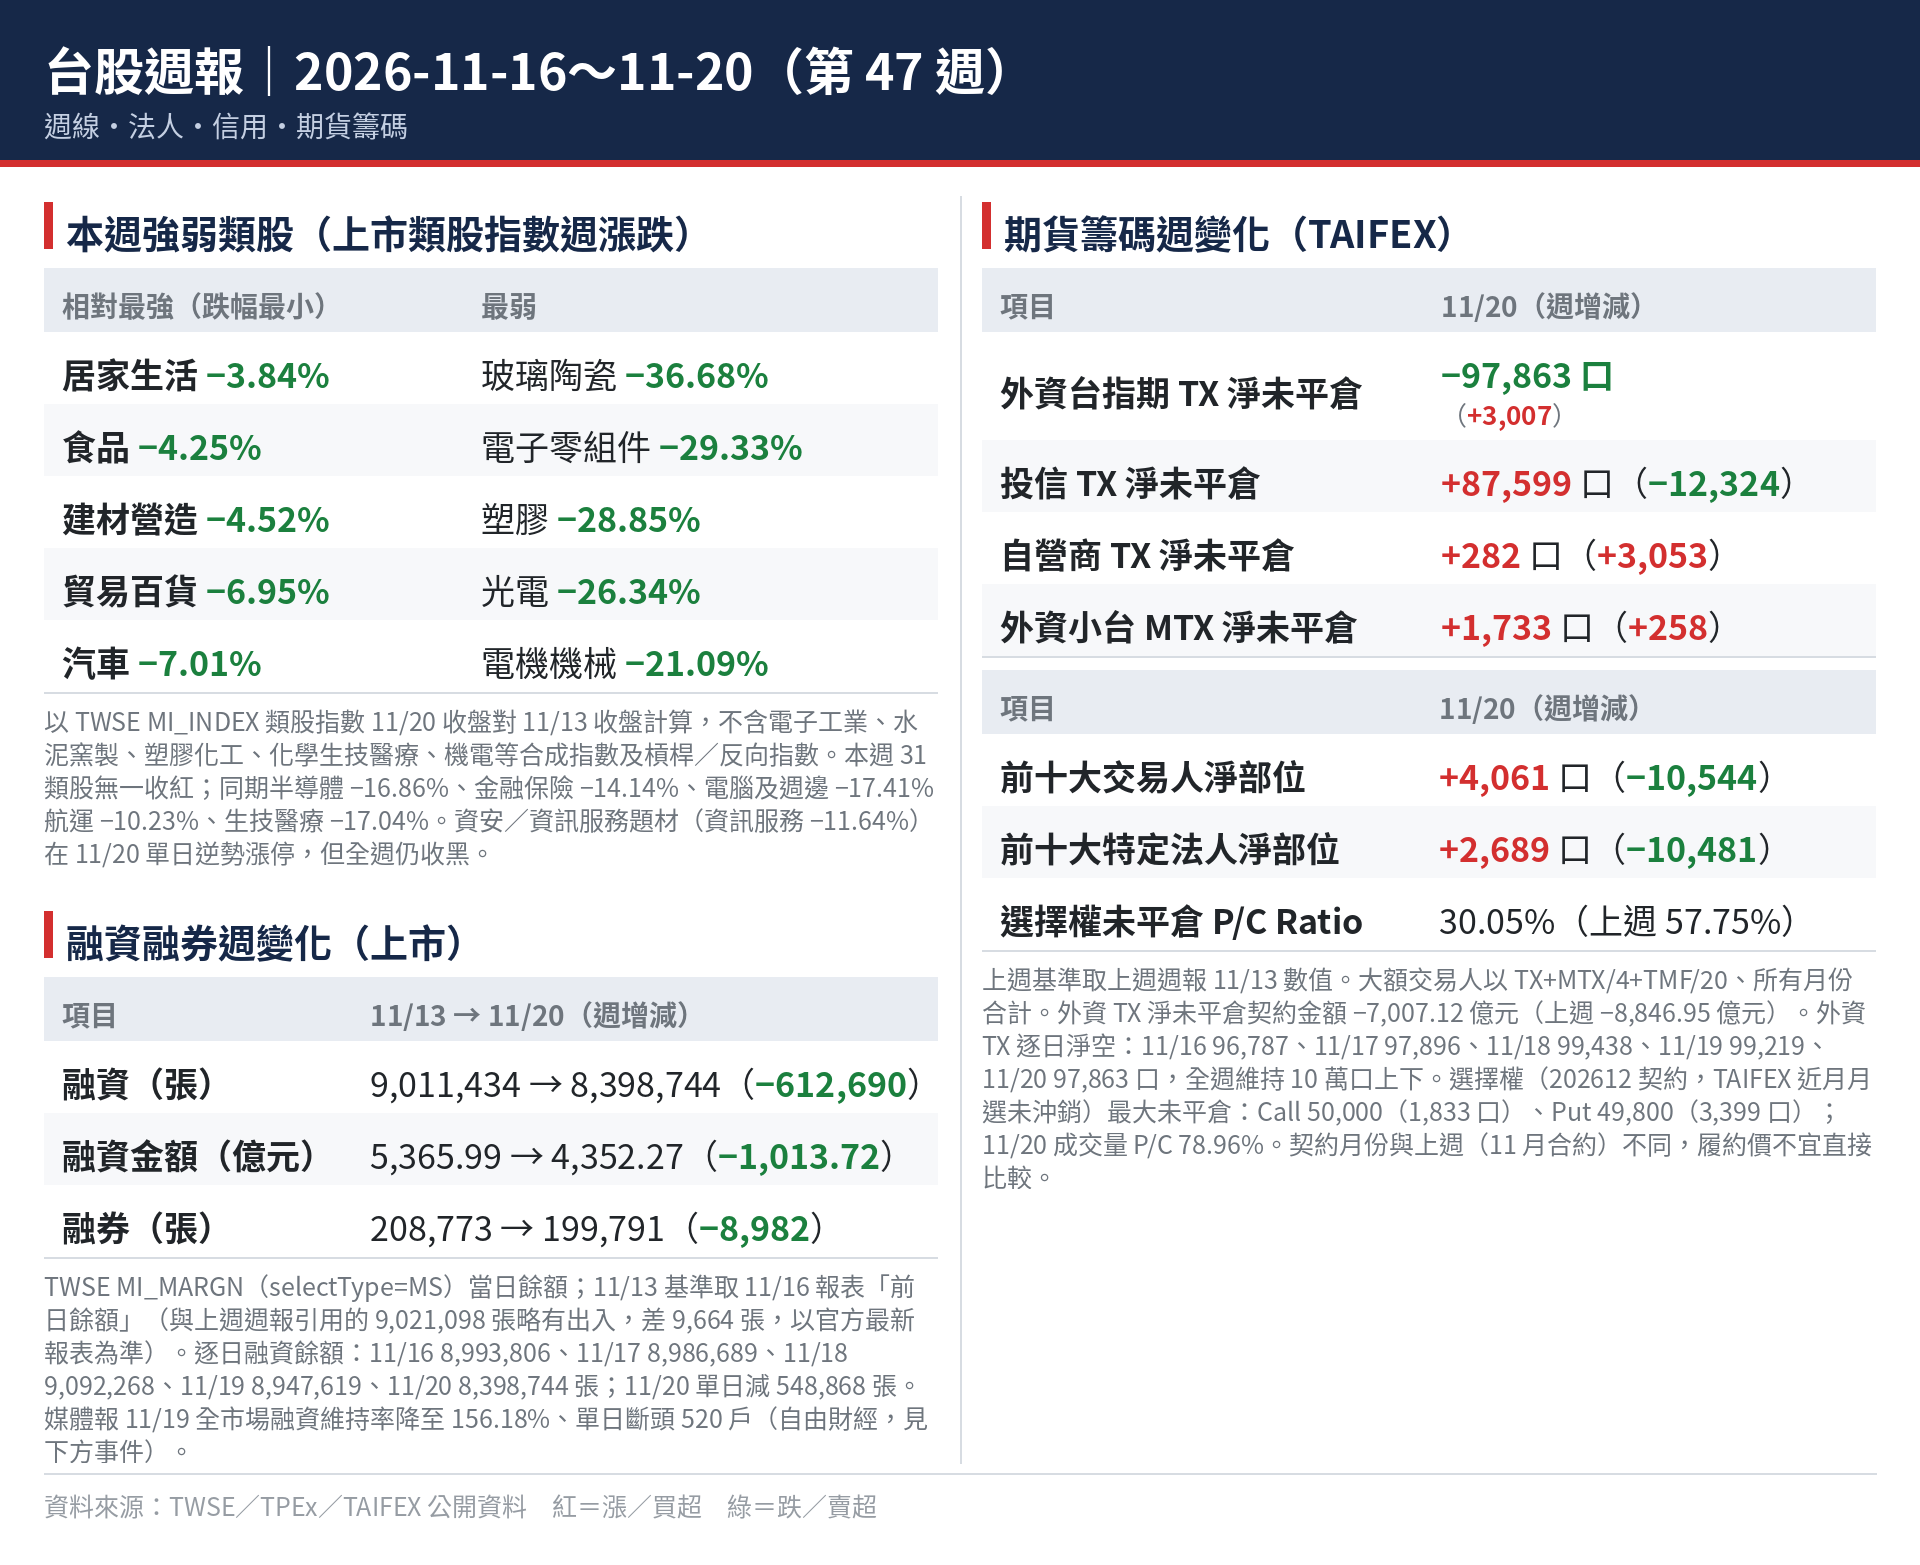 台股週報｜2026-11-16～11-20（第 47 週）
週線・法人・信用・期貨籌碼
本週強弱類股（上市類股指數週漲跌）
相對最強（跌幅最小） 最弱
居家生活 −3.84% 玻璃陶瓷 −36.68%
食品 −4.25% 電子零組件 −29.33%
建材營造 −4.52% 塑膠 −28.85%
貿易百貨 −6.95% 光電 −26.34%
汽車 −7.01% 電機機械 −21.09%
以 TWSE MI_INDEX 類股指數 11/20 收盤對 11/13 收盤計算，不含電子工業、水
泥窯製、塑膠化工、化學生技醫療、機電等合成指數及槓桿／反向指數。本週 31
類股無一收紅；同期半導體 −16.86%、金融保險 −14.14%、電腦及週邊 −17.41%
航運 −10.23%、生技醫療 −17.04%。資安／資訊服務題材（資訊服務 −11.64%）
在 11/20 單日逆勢漲停，但全週仍收黑。
融資融券週變化（上市）
項目 11/13 → 11/20（週增減）
融資（張） 9,011,434 → 8,398,744（−612,690）
融資金額（億元） 5,365.99 → 4,352.27（−1,013.72）
融券（張） 208,773 → 199,791（−8,982）
TWSE MI_MARGN（selectType=MS）當日餘額；11/13 基準取 11/16 報表「前
日餘額」（與上週週報引用的 9,021,098 張略有出入，差 9,664 張，以官方最新
報表為準）。逐日融資餘額：11/16 8,993,806、11/17 8,986,689、11/18
9,092,268、11/19 8,947,619、11/20 8,398,744 張；11/20 單日減 548,868 張。
媒體報 11/19 全市場融資維持率降至 156.18%、單日斷頭 520 戶（自由財經，見
下方事件）。
期貨籌碼週變化（TAIFEX）
項目 11/20（週增減）
外資台指期 TX 淨未平倉 −97,863 口
（+3,007）
投信 TX 淨未平倉 +87,599 口（−12,324）
自營商 TX 淨未平倉 +282 口（+3,053）
外資小台 MTX 淨未平倉 +1,733 口（+258）
項目 11/20（週增減）
前十大交易人淨部位 +4,061 口（−10,544）
前十大特定法人淨部位 +2,689 口（−10,481）
選擇權未平倉 P/C Ratio 30.05%（上週 57.75%）
上週基準取上週週報 11/13 數值。大額交易人以 TX+MTX/4+TMF/20、所有月份
合計。外資 TX 淨未平倉契約金額 −7,007.12 億元（上週 −8,846.95 億元）。外資
TX 逐日淨空：11/16 96,787、11/17 97,896、11/18 99,438、11/19 99,219、
11/20 97,863 口，全週維持 10 萬口上下。選擇權（202612 契約，TAIFEX 近月月
選未沖銷）最大未平倉：Call 50,000（1,833 口）、Put 49,800（3,399 口）；
11/20 成交量 P/C 78.96%。契約月份與上週（11 月合約）不同，履約價不宜直接
比較。
資料來源：TWSE／TPEx／TAIFEX 公開資料　紅＝漲／買超　綠＝跌／賣超